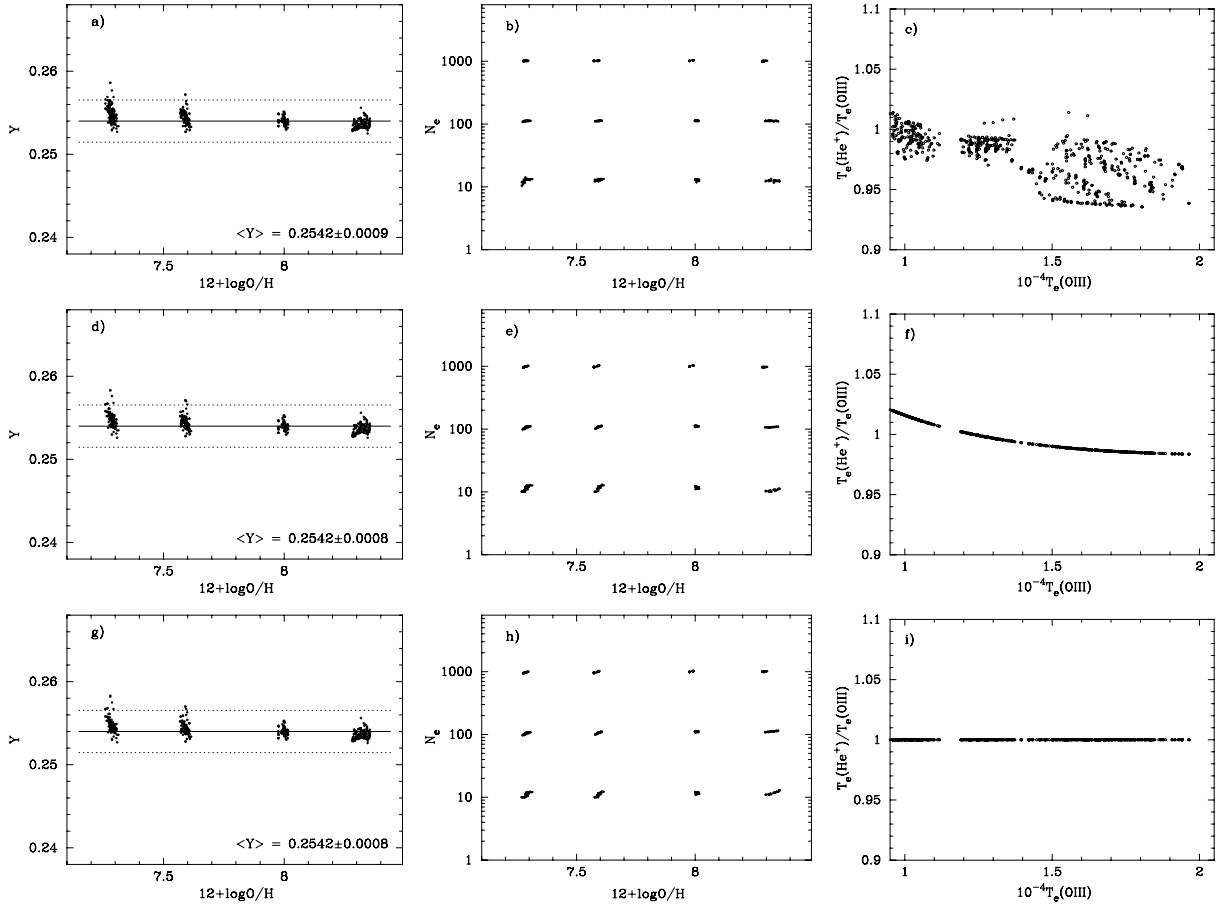 a)
0.26
0.25
0.24
Y
<Y> = 0.2542±0.0009
7.5
8
12+logO/H
b)
1000
100
10
1
N_e
7.5
8
12+logO/H
c)
1.1
1.05
1
0.95
0.9
T_e(He⁺)/T_e(OIII)
1
1.5
2
10⁻⁴T_e(OIII)
d)
0.26
0.25
0.24
Y
<Y> = 0.2542±0.0008
7.5
8
12+logO/H
e)
1000
100
10
1
N_e
7.5
8
12+logO/H
f)
1.1
1.05
1
0.95
0.9
T_e(He⁺)/T_e(OIII)
1
1.5
2
10⁻⁴T_e(OIII)
g)
0.26
0.25
0.24
Y
<Y> = 0.2542±0.0008
7.5
8
12+logO/H
h)
1000
100
10
1
N_e
7.5
8
12+logO/H
i)
1.1
1.05
1
0.95
0.9
T_e(He⁺)/T_e(OIII)
1
1.5
2
10⁻⁴T_e(OIII)